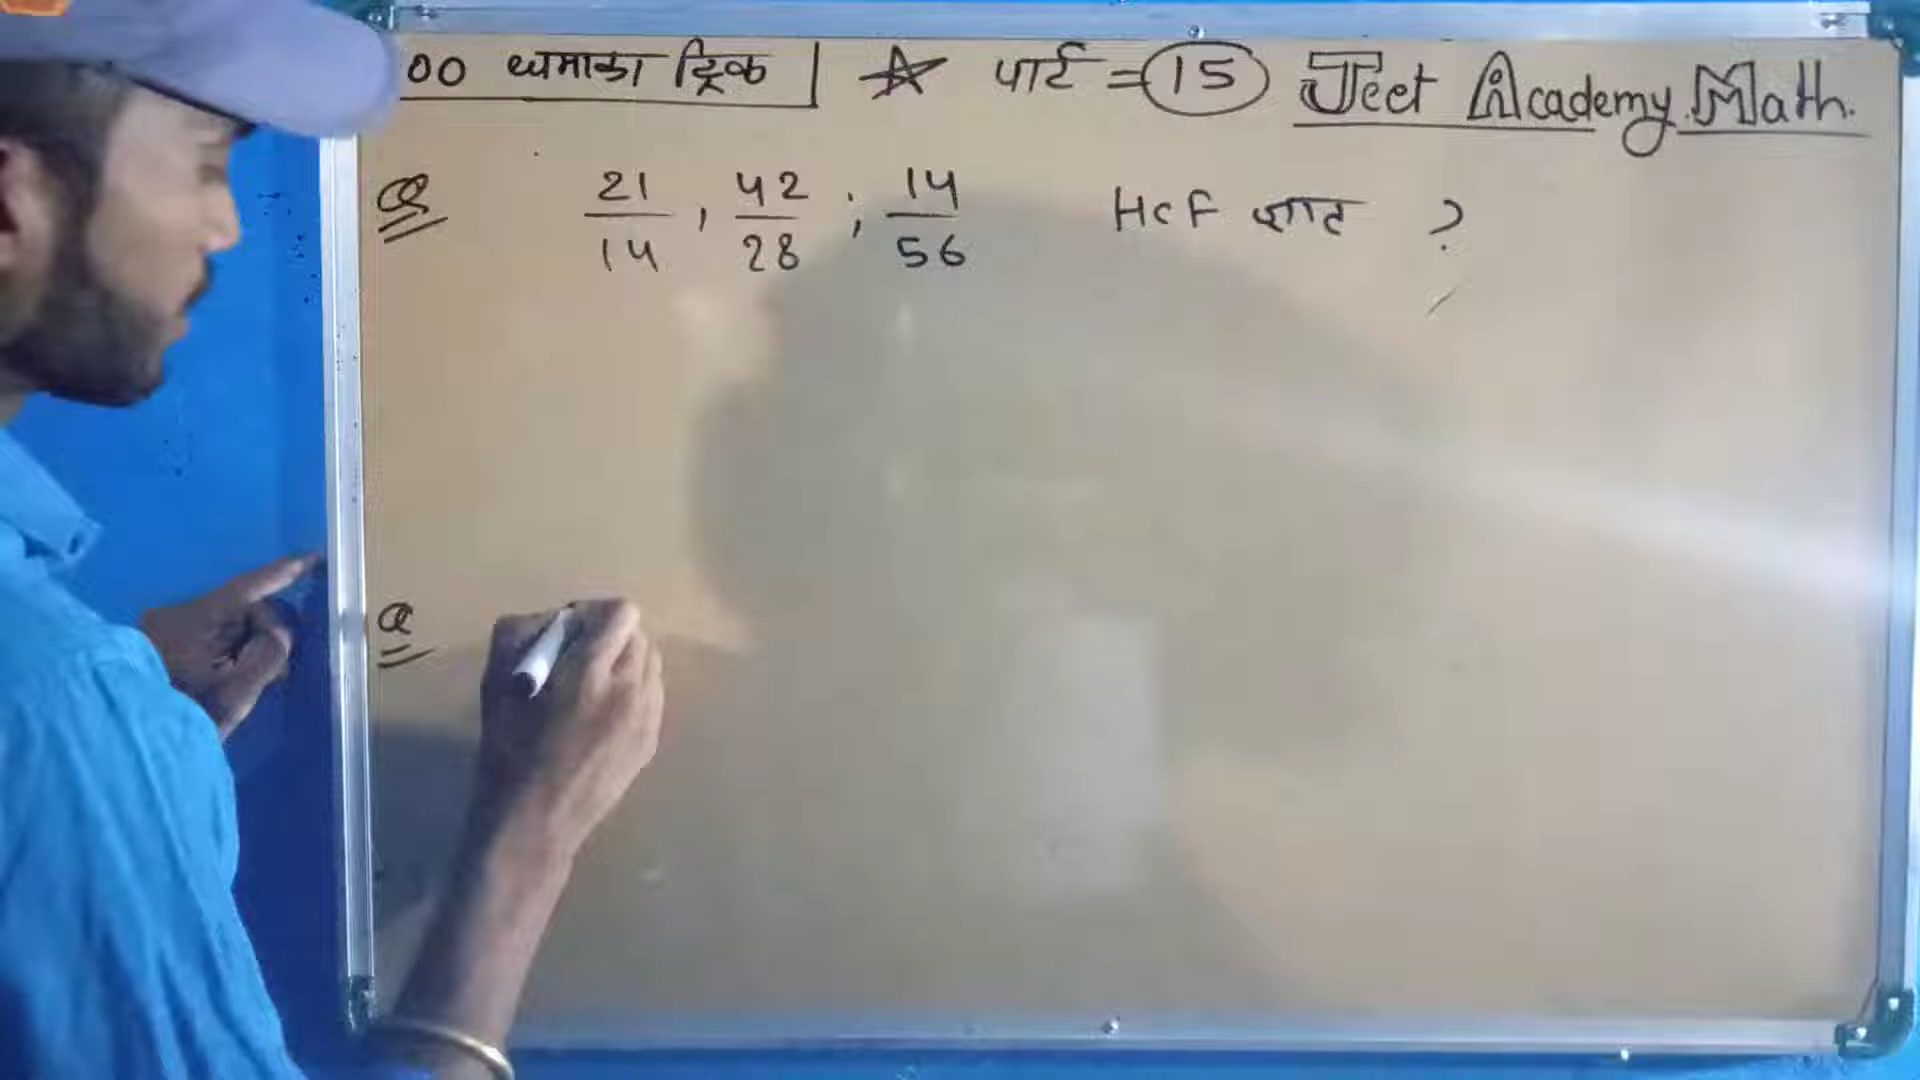 00 धमाका ट्रिक ☆ पार्ट = 15 Jeet Academy Math.
Q 21/14 , 42/28 ; 14/56 HCF ज्ञात ?
Q